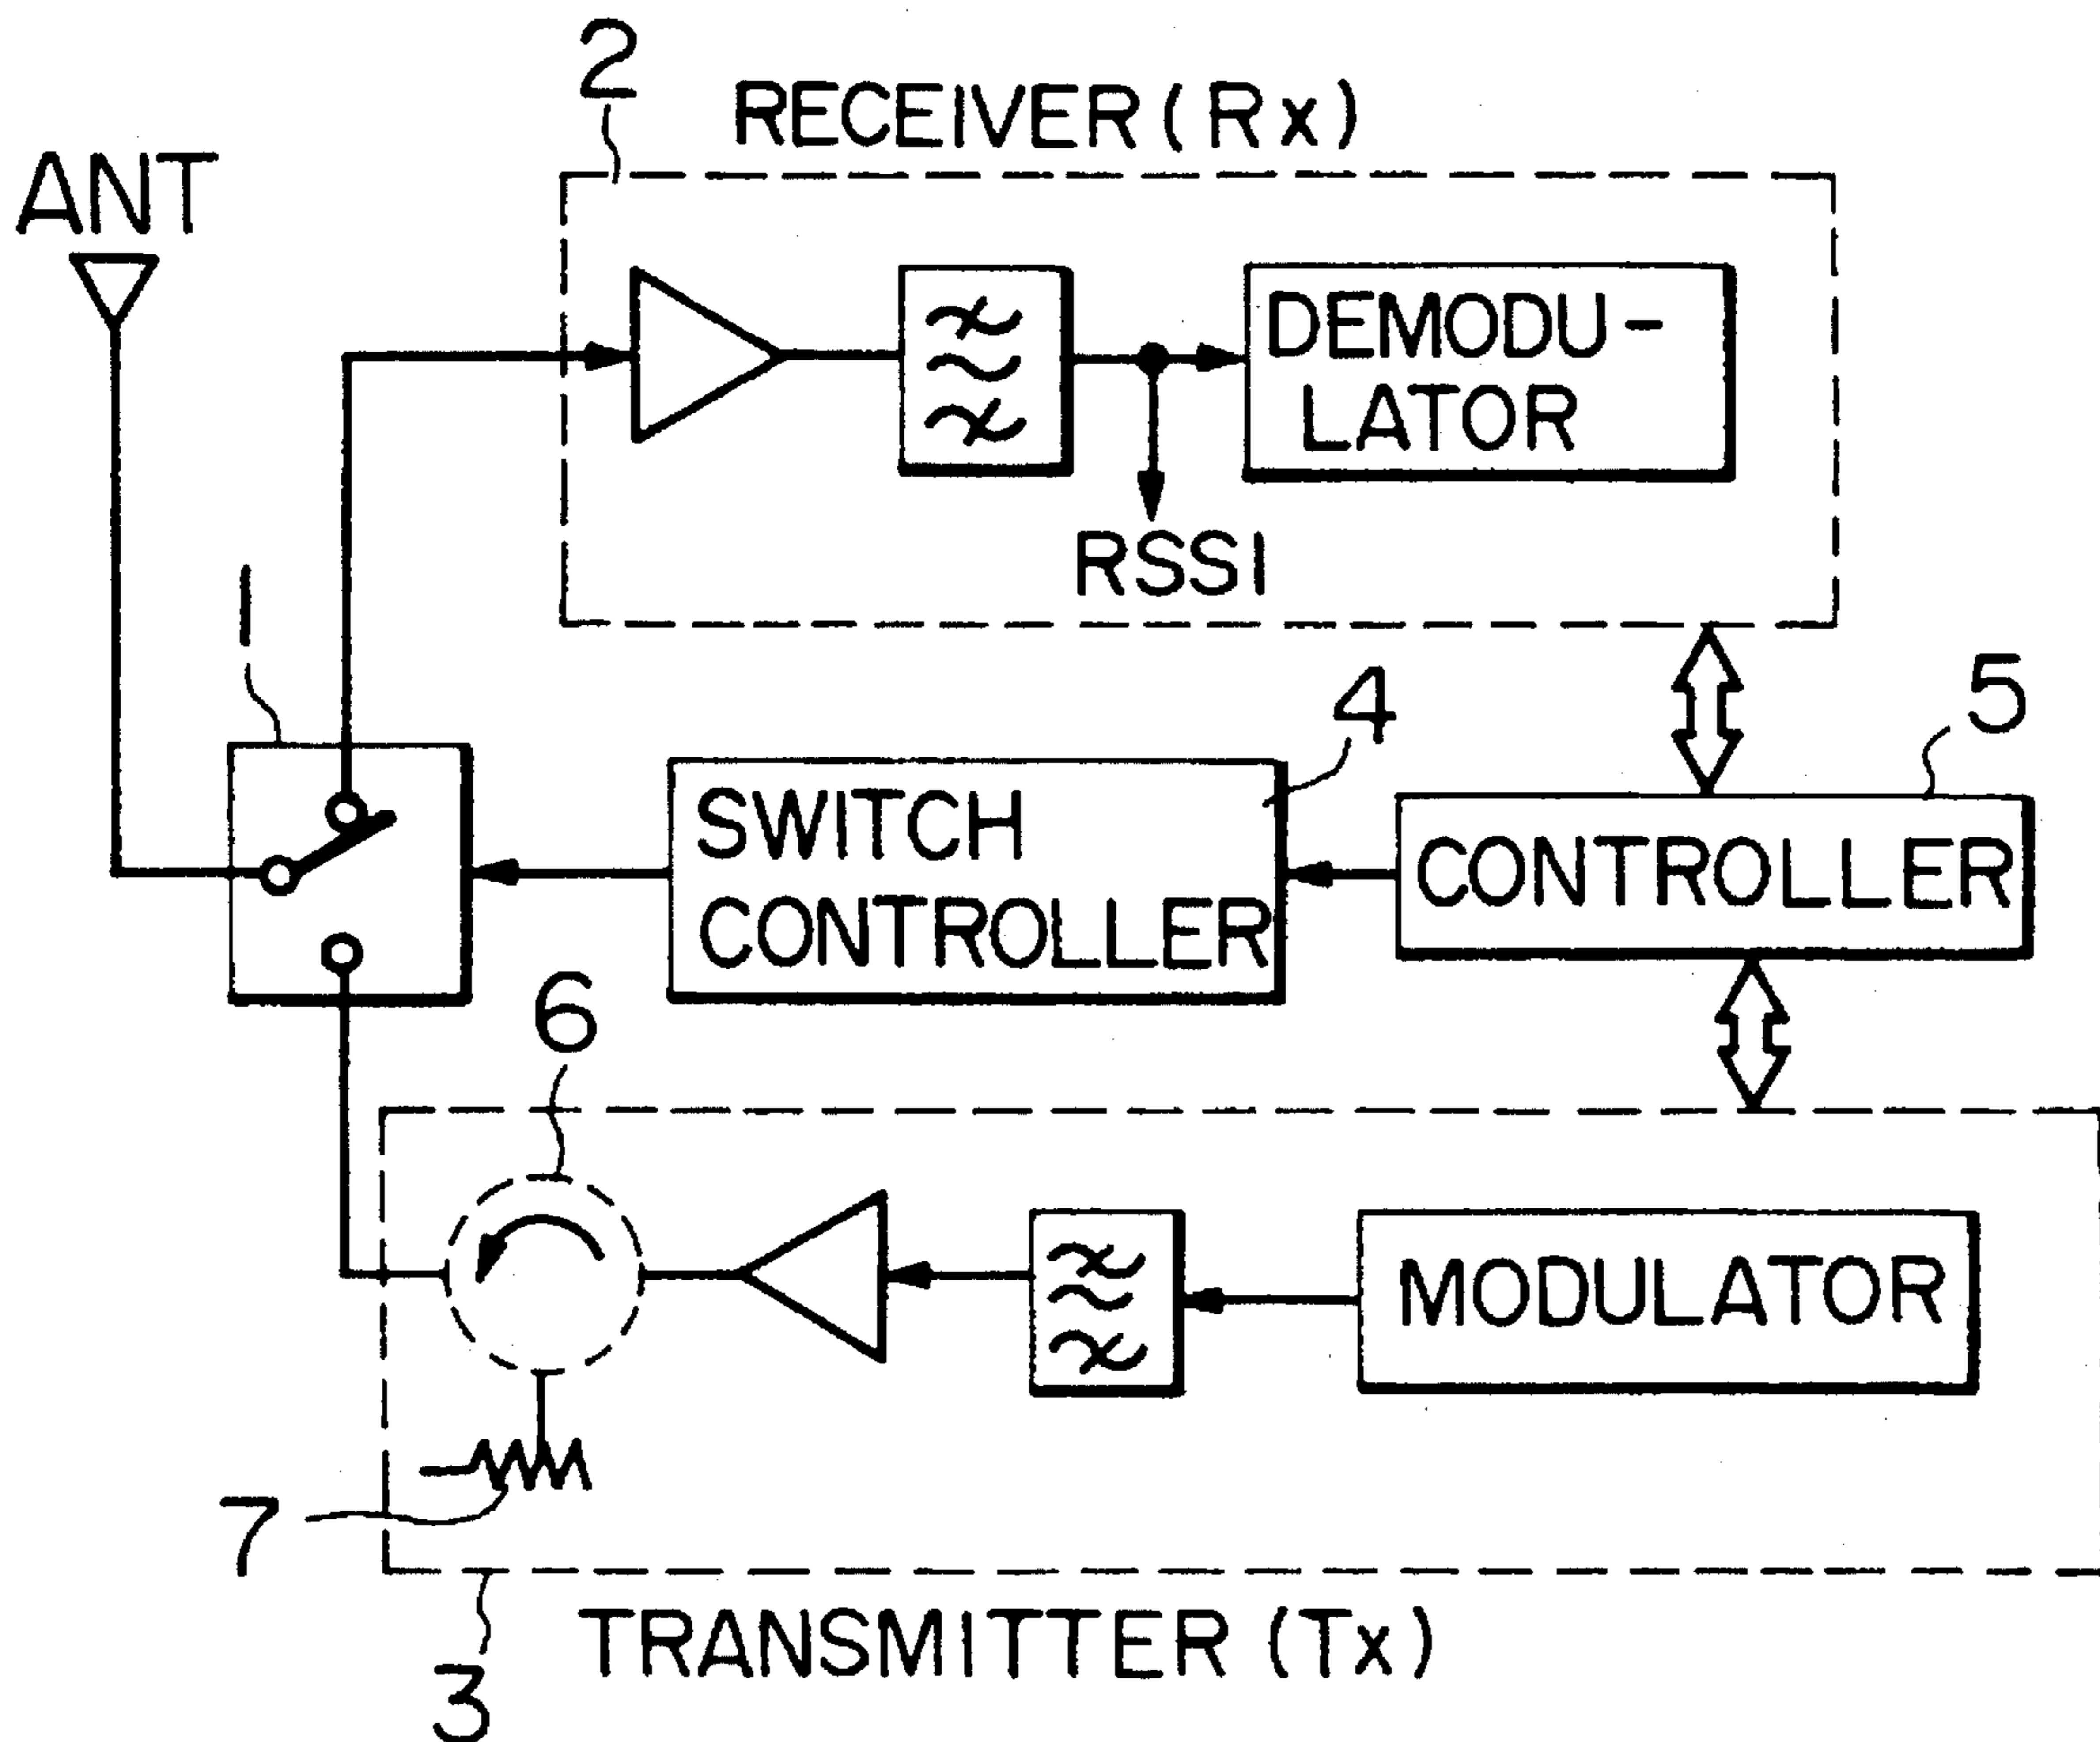 2
RECEIVER (Rx)
ANT
DEMODU-
LATOR
RSSI
1
4
5
SWITCH
CONTROLLER
CONTROLLER
6
MODULATOR
7
TRANSMITTER (Tx)
3